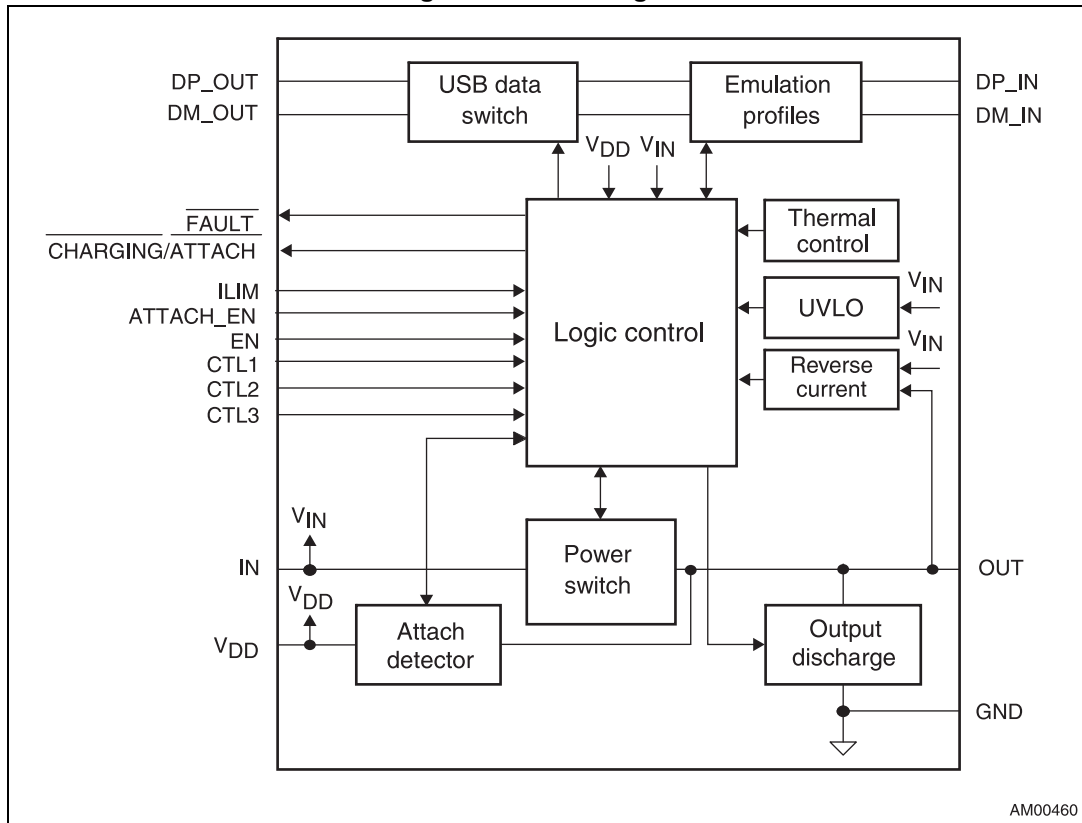 DP_OUT
DM_OUT
USB data
switch
Emulation
profiles
DP_IN
DM_IN
VDD
VIN
FAULT
CHARGING/ATTACH
ILIM
ATTACH_EN
EN
CTL1
CTL2
CTL3
Logic control
Thermal
control
UVLO
VIN
VIN
Reverse
current
VIN
IN
Power
switch
OUT
VDD
VDD
Attach
detector
Output
discharge
GND
AM00460